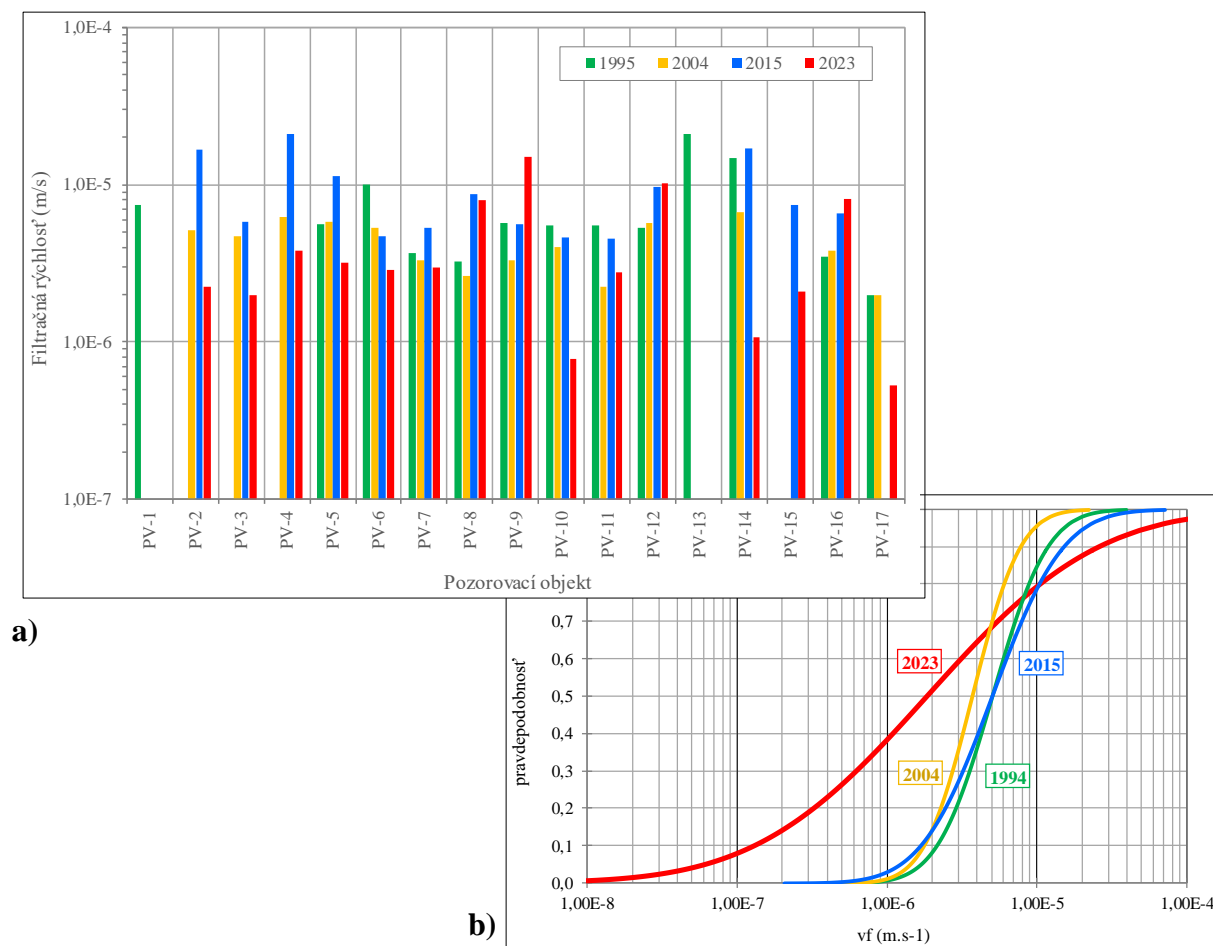 a)
1,0E-4
1,0E-5
1,0E-6
1,0E-7
Filtračná rýchlosť (m/s)
1995 2004 2015 2023
PV-1 PV-2 PV-3 PV-4 PV-5 PV-6 PV-7 PV-8 PV-9 PV-10 PV-11 PV-12 PV-13 PV-14 PV-15 PV-16 PV-17
Pozorovací objekt
b)
0,7
0,6
0,5
0,4
0,3
0,2
0,1
0,0
pravdepodobnosť
2023
2015
2004
1994
1,00E-8 1,00E-7 1,00E-6 1,00E-5 1,00E-4
vf (m.s-1)